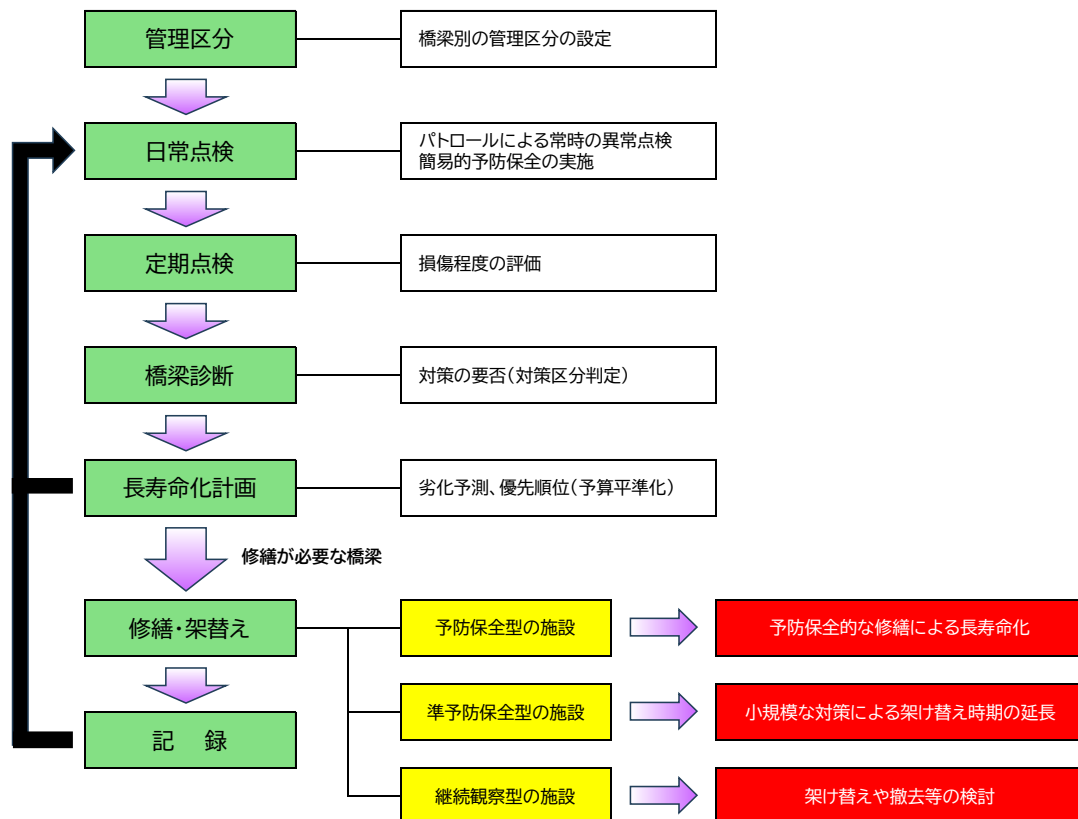 管理区分
橋梁別の管理区分の設定
日常点検
パトロールによる常時の異常点検
簡易的予防保全の実施
定期点検
損傷程度の評価
橋梁診断
対策の要否(対策区分判定)
長寿命化計画
劣化予測、優先順位(予算平準化)
修繕が必要な橋梁
修繕・架替え
予防保全型の施設
予防保全的な修繕による長寿命化
準予防保全型の施設
小規模な対策による架け替え時期の延長
記　録
継続観察型の施設
架け替えや撤去等の検討